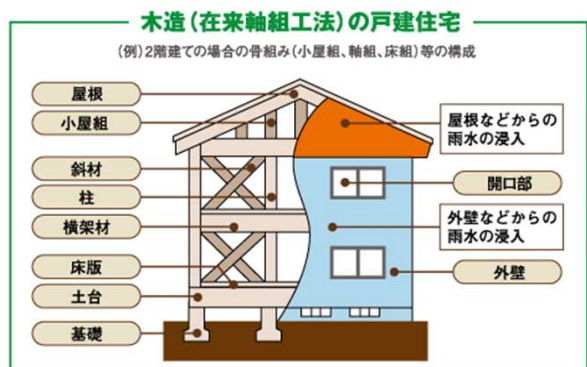 木造(在来軸組工法)の戸建住宅
(例)2階建ての場合の骨組み(小屋組、軸組、床組)等の構成
屋根
小屋組
斜材
柱
横架材
床版
土台
基礎
屋根などからの
雨水の浸入
開口部
外壁などからの
雨水の浸入
外壁